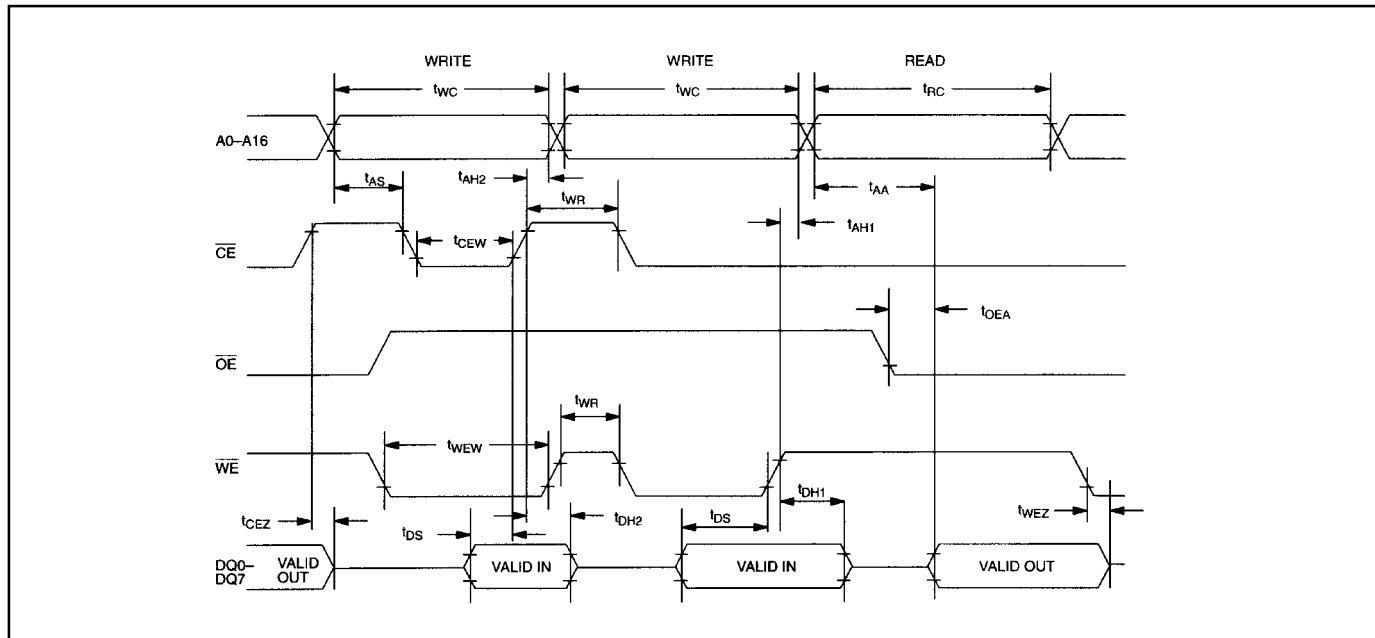 WRITE WRITE READ
tWC tWC tRC
A0–A16
tAS tAH2 tWR tAA
tAH1
CE tCEW
tOEA
OE
tWR
tWEW
WE
tCEZ tDS tDH2 tDS tDH1 tWEZ
DQ0– VALID
DQ7 OUT VALID IN VALID IN VALID OUT